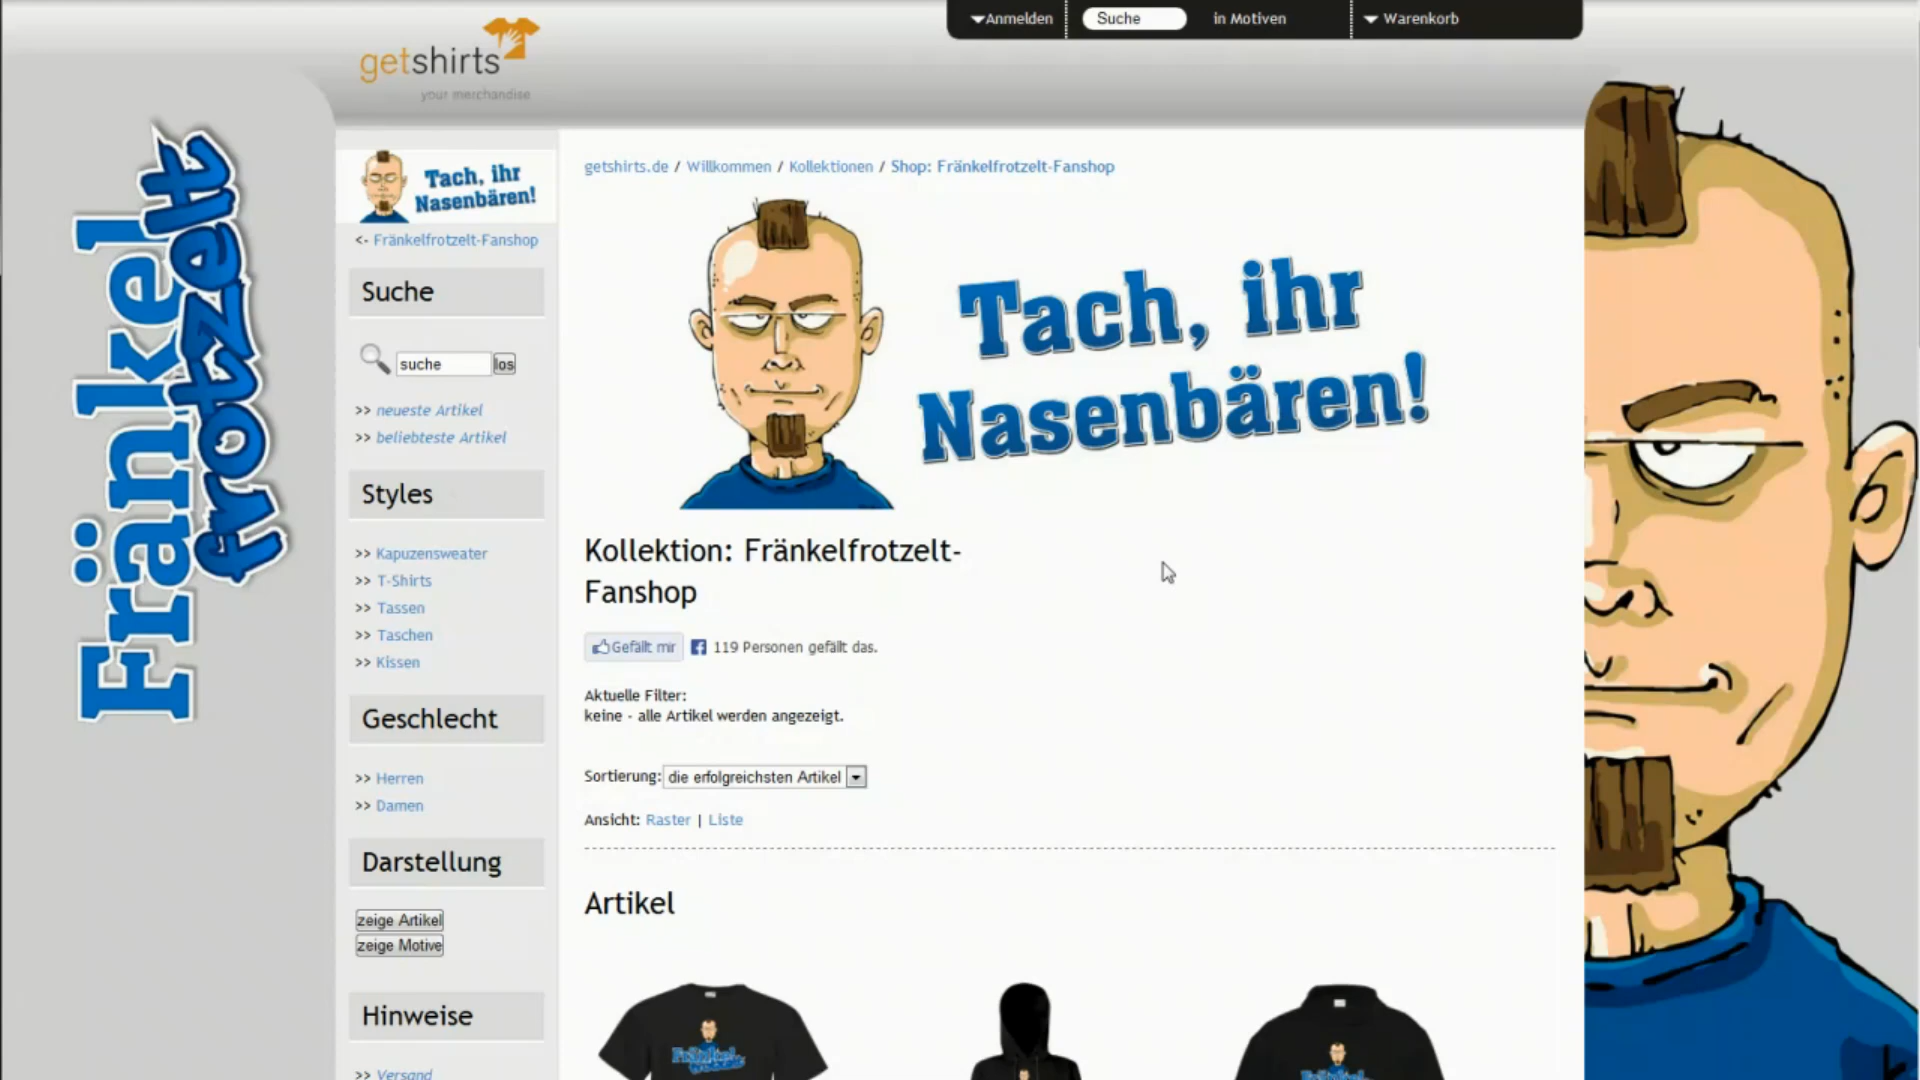 Anmelden
Suche
in Motiven
Warenkorb
getshirts
your merchandise
Fränkel
frotzelt
Tach, ihr
Nasenbären!
<- Fränkelfrotzelt-Fanshop
Suche
suche
los
>> neueste Artikel
>> beliebteste Artikel
Styles
>> Kapuzensweater
>> T-Shirts
>> Tassen
>> Taschen
>> Kissen
Geschlecht
>> Herren
>> Damen
Darstellung
zeige Artikel
zeige Motive
Hinweise
>> Versand
getshirts.de / Willkommen / Kollektionen / Shop: Fränkelfrotzelt-Fanshop
Tach, ihr
Nasenbären!
Kollektion: Fränkelfrotzelt-
Fanshop
Gefällt mir
119 Personen gefällt das.
Aktuelle Filter:
keine - alle Artikel werden angezeigt.
Sortierung: die erfolgreichsten Artikel
Ansicht: Raster | Liste
Artikel
Fränkel
frotzelt